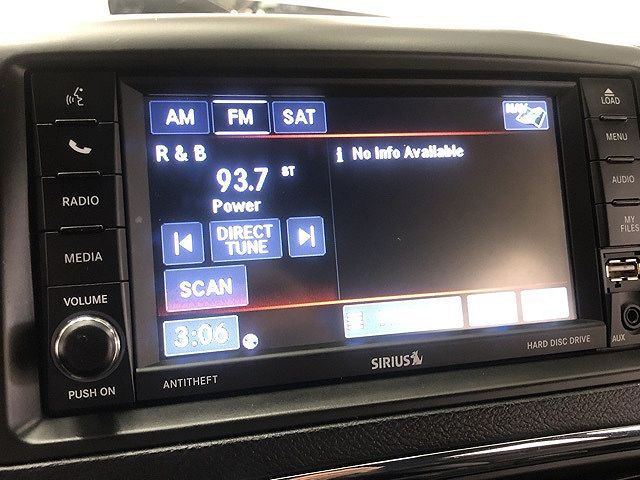 AM FM SAT NAV
R & B
93.7 ST
Power
DIRECT
TUNE
SCAN
3:06
i No Info Available
RADIO
MEDIA
VOLUME
PUSH ON
ANTITHEFT
SIRIUS
HARD DISC DRIVE
LOAD
MENU
AUDIO
MY
FILES
AUX